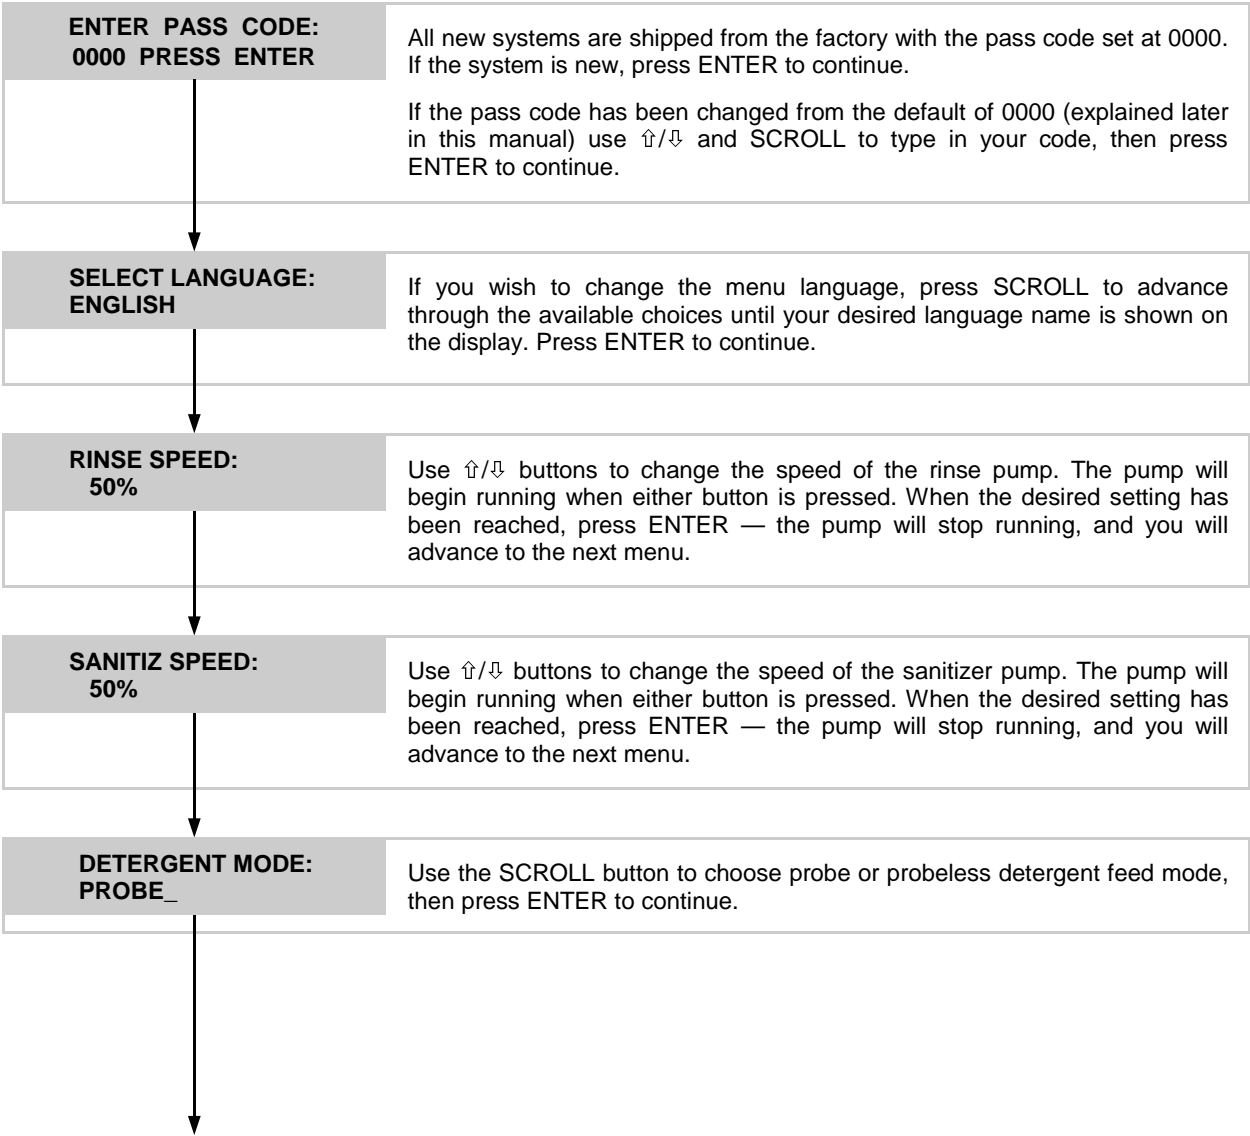 ENTER PASS CODE:
0000 PRESS ENTER
All new systems are shipped from the factory with the pass code set at 0000.
If the system is new, press ENTER to continue.
If the pass code has been changed from the default of 0000 (explained later
in this manual) use ⇧/⇩ and SCROLL to type in your code, then press
ENTER to continue.
SELECT LANGUAGE:
ENGLISH
If you wish to change the menu language, press SCROLL to advance
through the available choices until your desired language name is shown on
the display. Press ENTER to continue.
RINSE SPEED:
50%
Use ⇧/⇩ buttons to change the speed of the rinse pump. The pump will
begin running when either button is pressed. When the desired setting has
been reached, press ENTER — the pump will stop running, and you will
advance to the next menu.
SANITIZ SPEED:
50%
Use ⇧/⇩ buttons to change the speed of the sanitizer pump. The pump will
begin running when either button is pressed. When the desired setting has
been reached, press ENTER — the pump will stop running, and you will
advance to the next menu.
DETERGENT MODE:
PROBE_
Use the SCROLL button to choose probe or probeless detergent feed mode,
then press ENTER to continue.